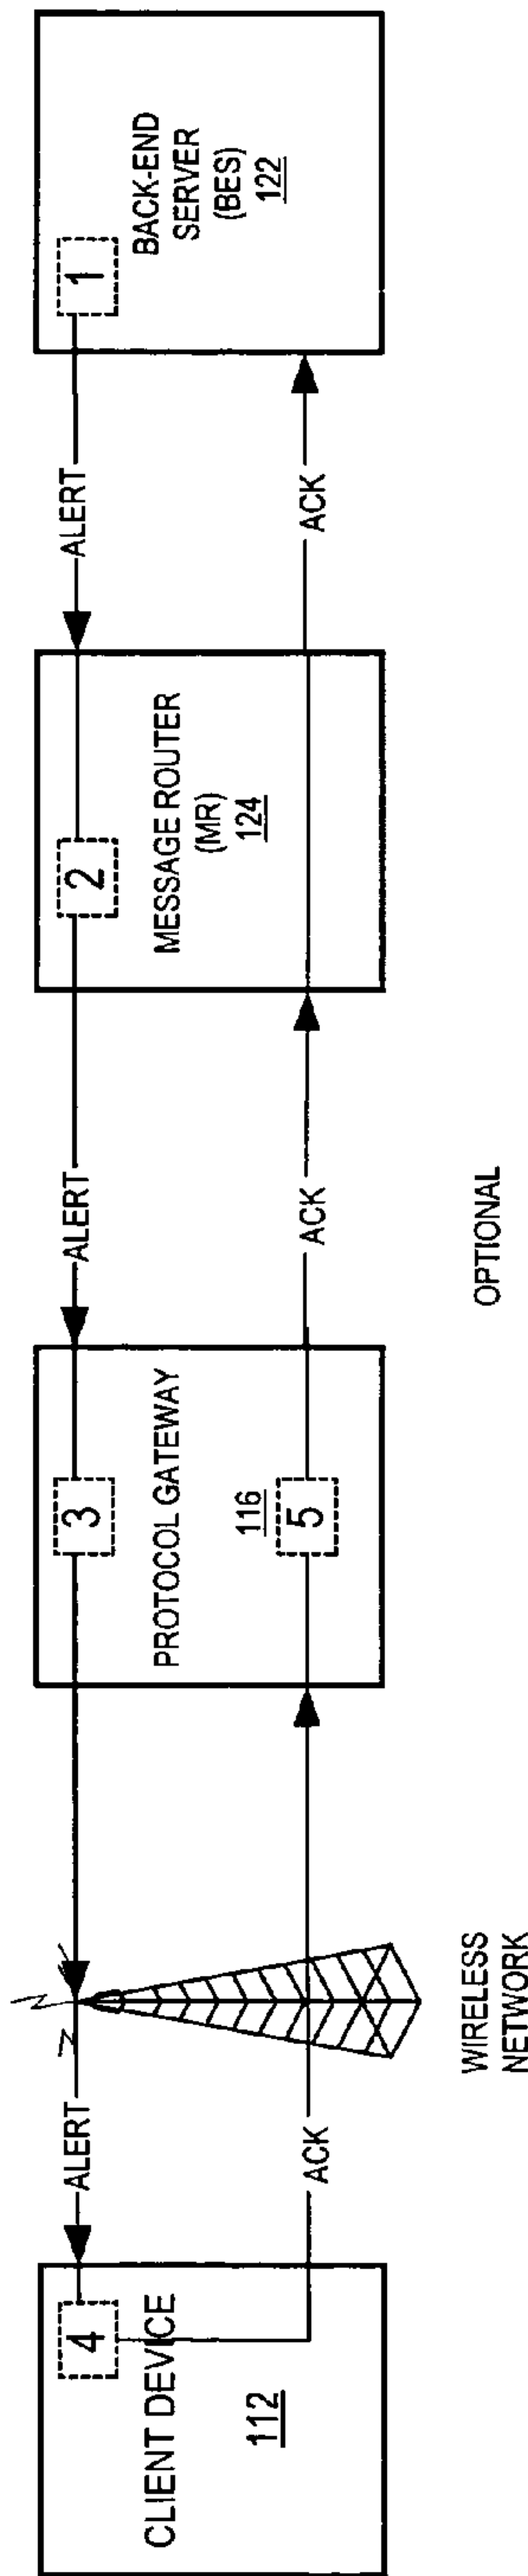 CLIENT DEVICE
112
4
ALERT
ACK
WIRELESS
NETWORK
PROTOCOL GATEWAY
116
3
5
ALERT
ACK
OPTIONAL
MESSAGE ROUTER
(MR)
124
2
ALERT
ACK
BACK-END
SERVER
(BES)
122
1